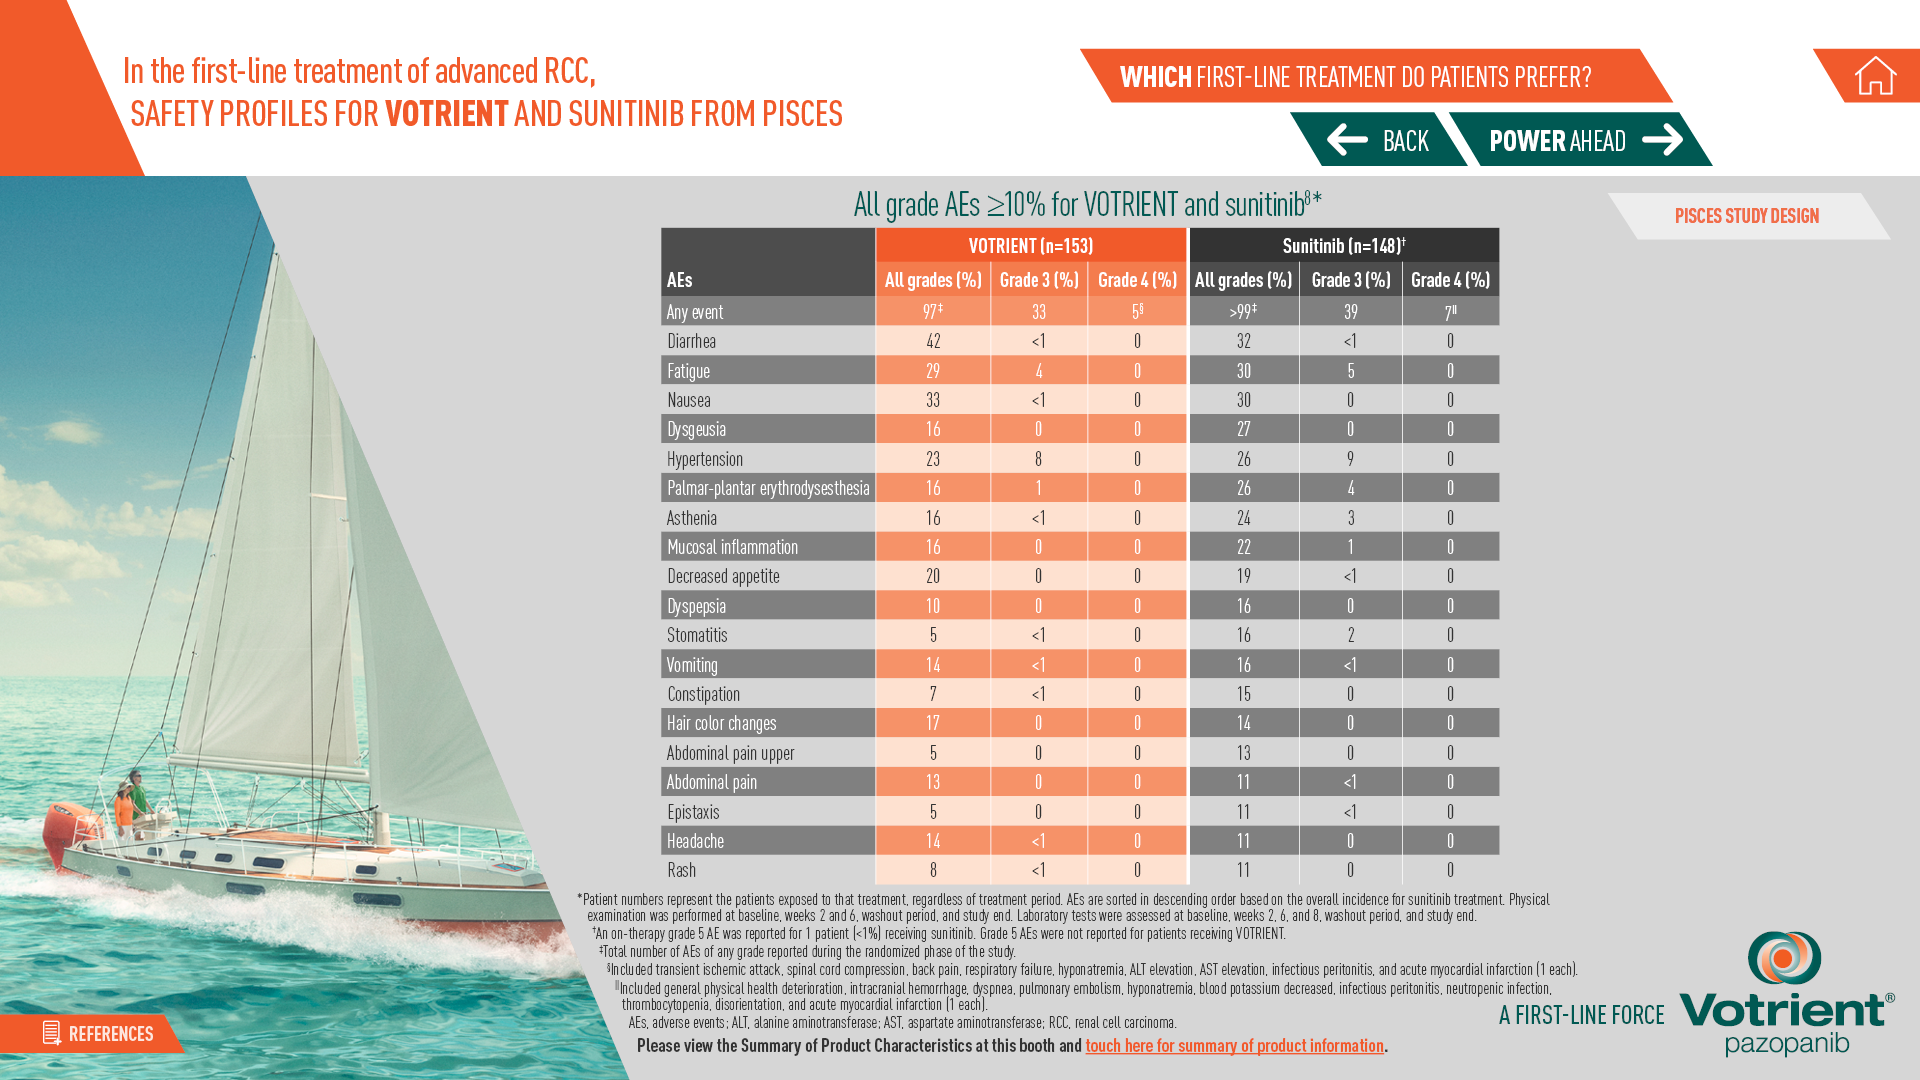 In the first-line treatment of advanced RCC,
SAFETY PROFILES FOR VOTRIENT AND SUNITINIB FROM PISCES
WHICH FIRST-LINE TREATMENT DO PATIENTS PREFER?
BACK
POWER AHEAD
PISCES STUDY DESIGN
All grade AEs ≥10% for VOTRIENT and sunitinib⁸*
VOTRIENT (n=153) Sunitinib (n=148)†
AEs All grades (%) Grade 3 (%) Grade 4 (%) All grades (%) Grade 3 (%) Grade 4 (%)
Any event 97‡ 33 5§ >99‡ 39 7||
Diarrhea 42 <1 0 32 <1 0
Fatigue 29 4 0 30 5 0
Nausea 33 <1 0 30 0 0
Dysgeusia 16 0 0 27 0 0
Hypertension 23 8 0 26 9 0
Palmar-plantar erythrodysesthesia 16 1 0 26 4 0
Asthenia 16 <1 0 24 3 0
Mucosal inflammation 16 0 0 22 1 0
Decreased appetite 20 0 0 19 <1 0
Dyspepsia 10 0 0 16 0 0
Stomatitis 5 <1 0 16 2 0
Vomiting 14 <1 0 16 <1 0
Constipation 7 <1 0 15 0 0
Hair color changes 17 0 0 14 0 0
Abdominal pain upper 5 0 0 13 0 0
Abdominal pain 13 0 0 11 <1 0
Epistaxis 5 0 0 11 <1 0
Headache 14 <1 0 11 0 0
Rash 8 <1 0 11 0 0
*Patient numbers represent the patients exposed to that treatment, regardless of treatment period. AEs are sorted in descending order based on the overall incidence for sunitinib treatment. Physical
examination was performed at baseline, weeks 2 and 6, washout period, and study end. Laboratory tests were assessed at baseline, weeks 2, 6, and 8, washout period, and study end.
†An on-therapy grade 5 AE was reported for 1 patient (<1%) receiving sunitinib. Grade 5 AEs were not reported for patients receiving VOTRIENT.
‡Total number of AEs of any grade reported during the randomized phase of the study.
§Included transient ischemic attack, spinal cord compression, back pain, respiratory failure, hyponatremia, ALT elevation, AST elevation, infectious peritonitis, and acute myocardial infarction (1 each).
||Included general physical health deterioration, intracranial hemorrhage, dyspnea, pulmonary embolism, hyponatremia, blood potassium decreased, infectious peritonitis, neutropenic infection,
thrombocytopenia, disorientation, and acute myocardial infarction (1 each).
AEs, adverse events; ALT, alanine aminotransferase; AST, aspartate aminotransferase; RCC, renal cell carcinoma.
Please view the Summary of Product Characteristics at this booth and touch here for summary of product information.
REFERENCES
A FIRST-LINE FORCE
Votrient®
pazopanib